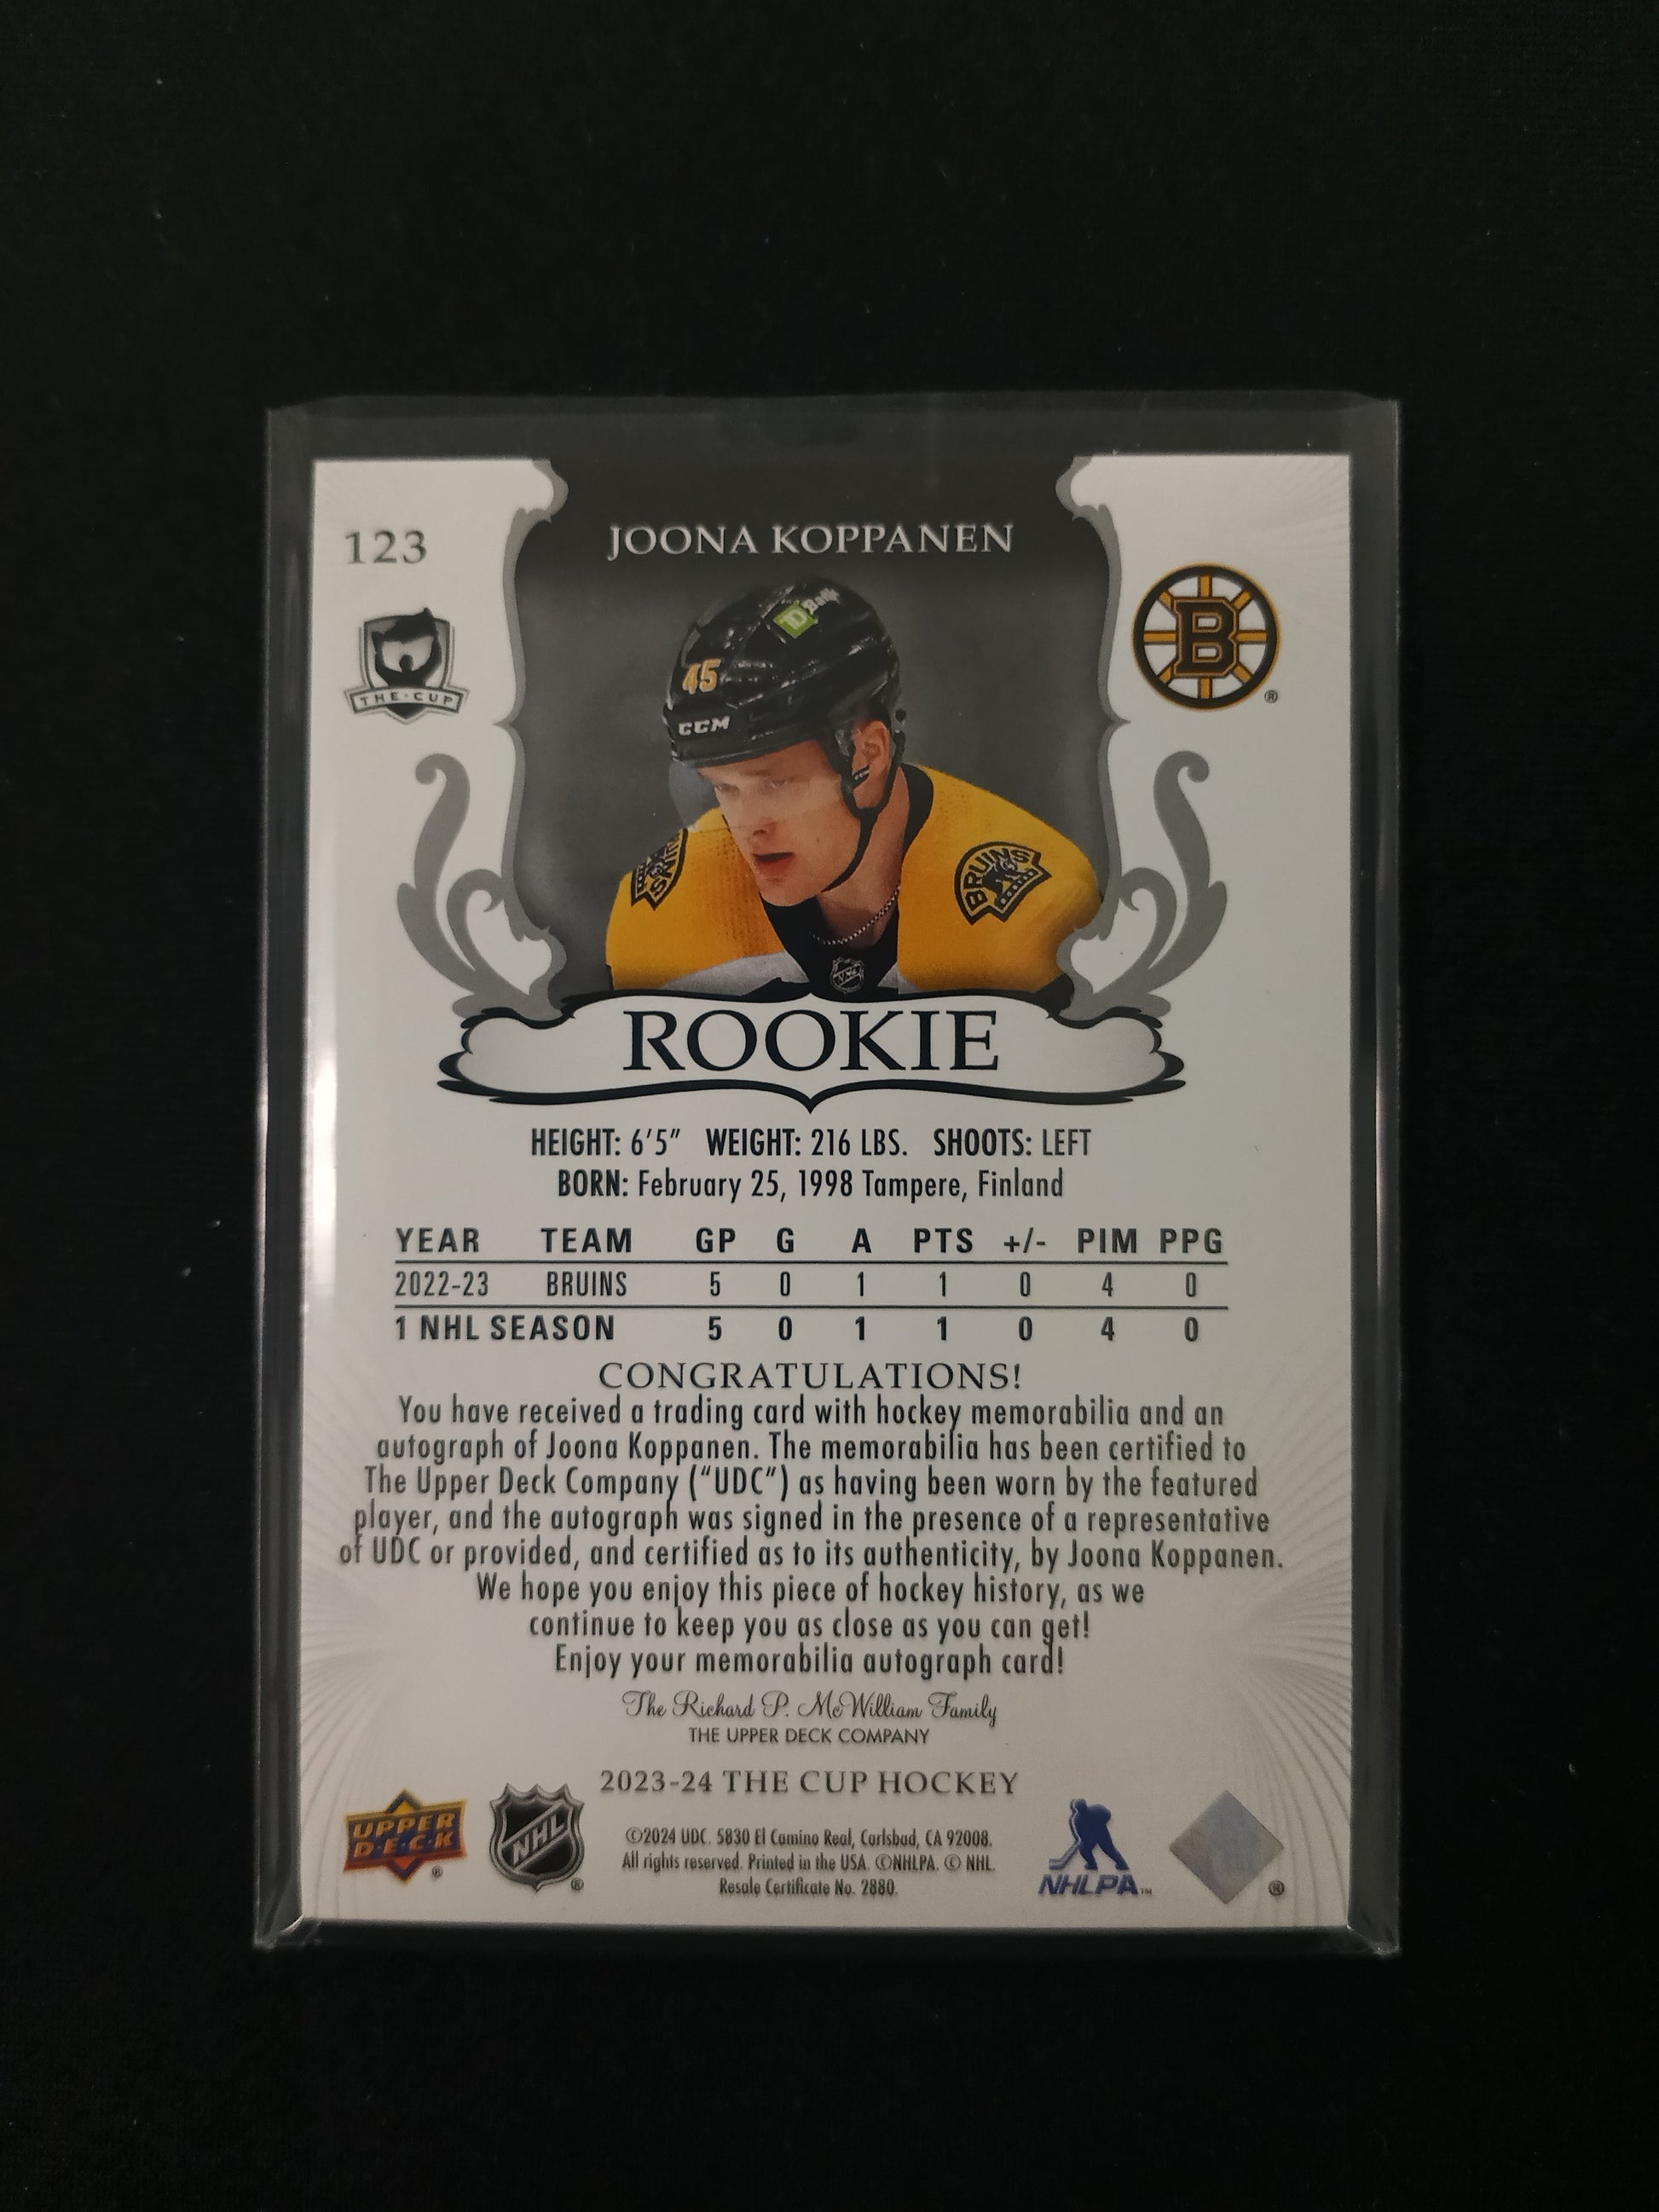 123
JOONA KOPPANEN
THE·CUP
B
®
TD Bank
45
CCM
BRUINS
NHL
ROOKIE
HEIGHT: 6'5" WEIGHT: 216 LBS. SHOOTS: LEFT
BORN: February 25, 1998 Tampere, Finland
YEAR TEAM GP G A PTS +/- PIM PPG
2022-23 BRUINS 5 0 1 1 0 4 0
1 NHL SEASON 5 0 1 1 0 4 0
CONGRATULATIONS!
You have received a trading card with hockey memorabilia and an
autograph of Joona Koppanen. The memorabilia has been certified to
The Upper Deck Company ("UDC") as having been worn by the featured
player, and the autograph was signed in the presence of a representative
of UDC or provided, and certified as to its authenticity, by Joona Koppanen.
We hope you enjoy this piece of hockey history, as we
continue to keep you as close as you can get!
Enjoy your memorabilia autograph card!
The Richard P. McWilliam Family
THE UPPER DECK COMPANY
2023-24 THE CUP HOCKEY
UPPER
D·E·C·K
®
NHL
®
©2024 UDC. 5830 El Camino Real, Carlsbad, CA 92008.
All rights reserved. Printed in the USA. ©NHLPA. © NHL.
Resale Certificate No. 2880.
NHLPA™
®